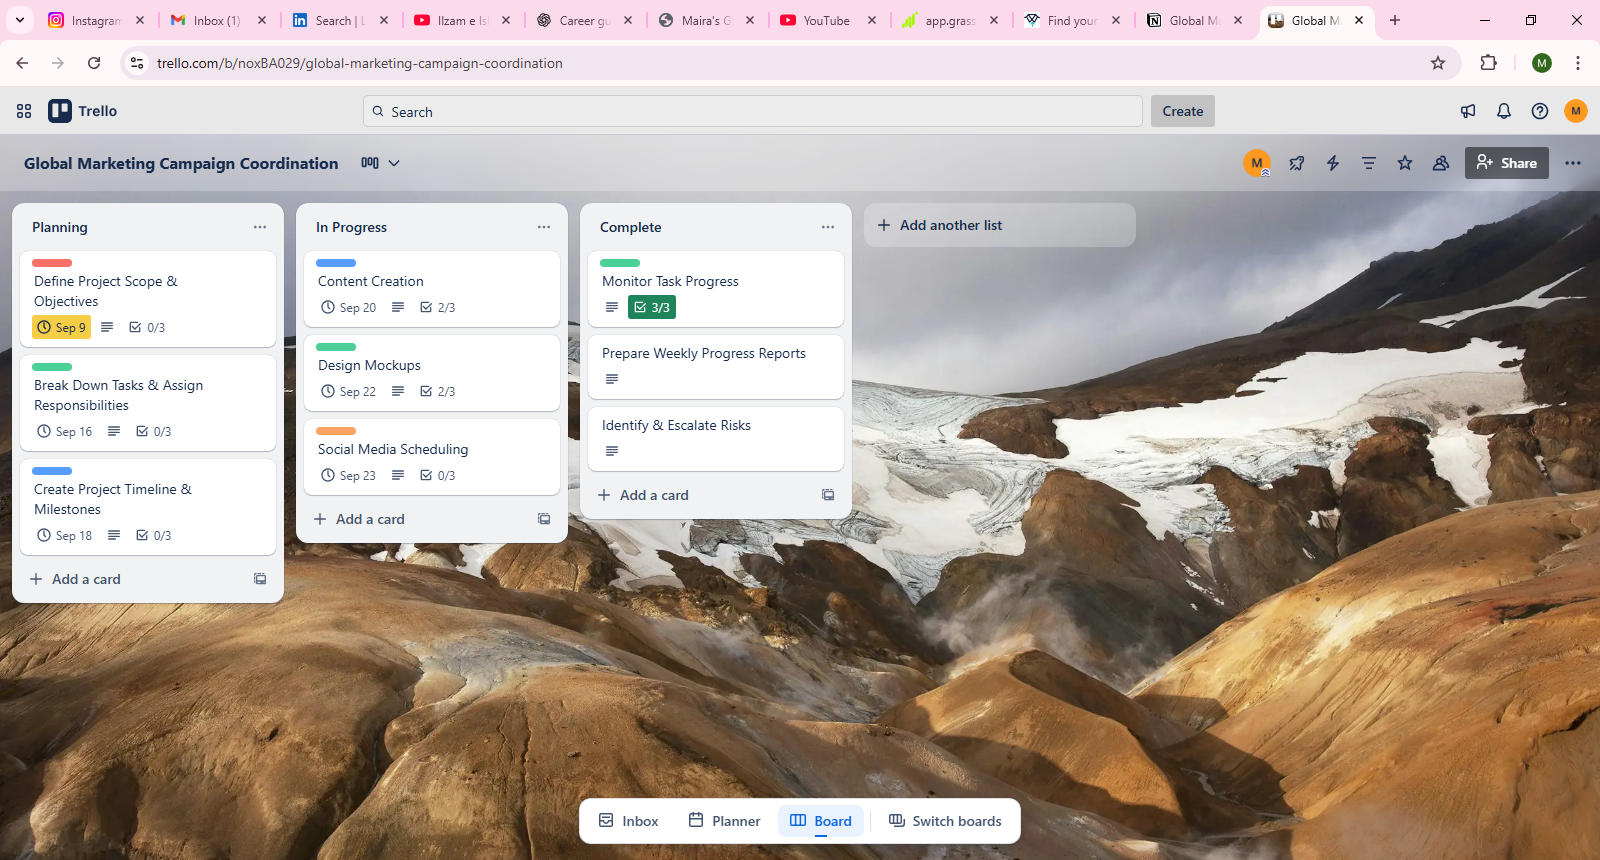 Instagram
Inbox (1)
Search | L
Ilzam e Is
Career gu
Maira's G
YouTube
app.grass
Find your
Global Ma
Global M
trello.com/b/noxBA029/global-marketing-campaign-coordination
M
Trello
Search
Create
M
Global Marketing Campaign Coordination
M
Share
Planning
Define Project Scope &
Objectives
Sep 9
0/3
Break Down Tasks & Assign
Responsibilities
Sep 16
0/3
Create Project Timeline &
Milestones
Sep 18
0/3
Add a card
In Progress
Content Creation
Sep 20
2/3
Design Mockups
Sep 22
2/3
Social Media Scheduling
Sep 23
0/3
Add a card
Complete
Monitor Task Progress
3/3
Prepare Weekly Progress Reports
Identify & Escalate Risks
Add a card
Add another list
Inbox
Planner
Board
Switch boards